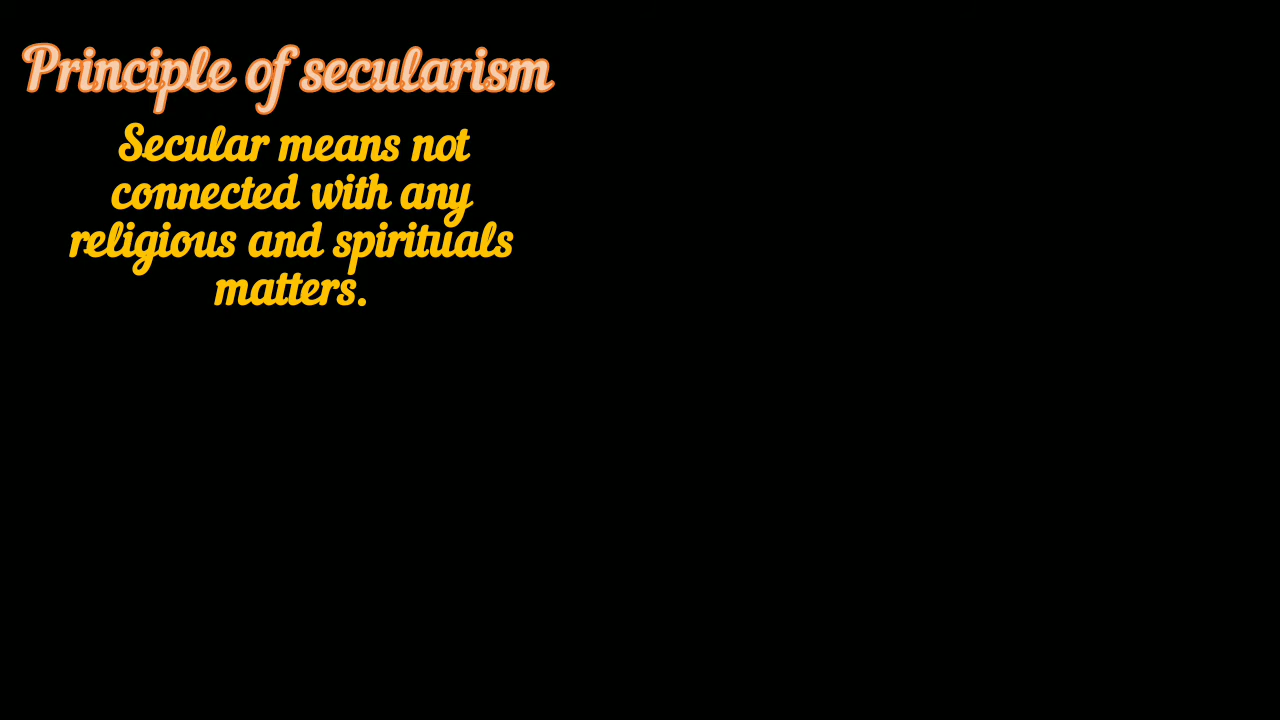 Principle of secularism
Secular means not
connected with any
religious and spirituals
matters.